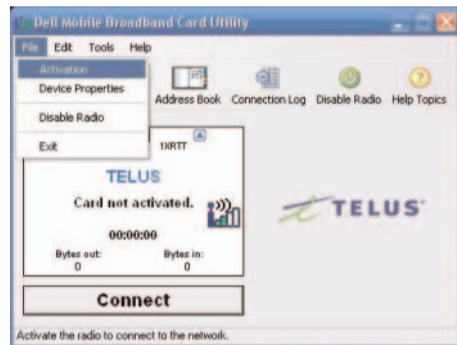 Dell Mobile Broadband Card Utility
File Edit Tools Help
Activation
Device Properties
Disable Radio
Exit
Address Book Connection Log Disable Radio Help Topics
1XRTT
TELUS
Card not activated.
00:00:00
Bytes out: Bytes in:
0 0
TELUS
Connect
Activate the radio to connect to the network.